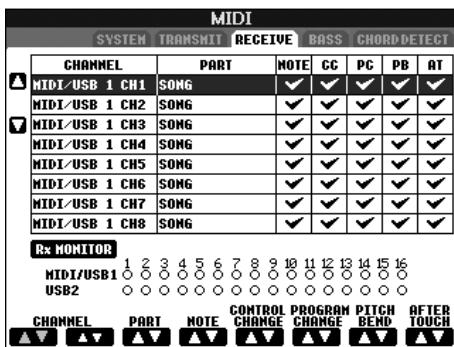 MIDI
SYSTEM TRANSMIT RECEIVE BASS CHORD DETECT
CHANNEL PART NOTE CC PC PB AT
MIDI/USB 1 CH1 SONG
MIDI/USB 1 CH2 SONG
MIDI/USB 1 CH3 SONG
MIDI/USB 1 CH4 SONG
MIDI/USB 1 CH5 SONG
MIDI/USB 1 CH6 SONG
MIDI/USB 1 CH7 SONG
MIDI/USB 1 CH8 SONG
Rx MONITOR
1 2 3 4 5 6 7 8 9 10 11 12 13 14 15 16
MIDI/USB1
USB2
CONTROL PROGRAM PITCH AFTER
CHANNEL PART NOTE CHANGE CHANGE BEND TOUCH